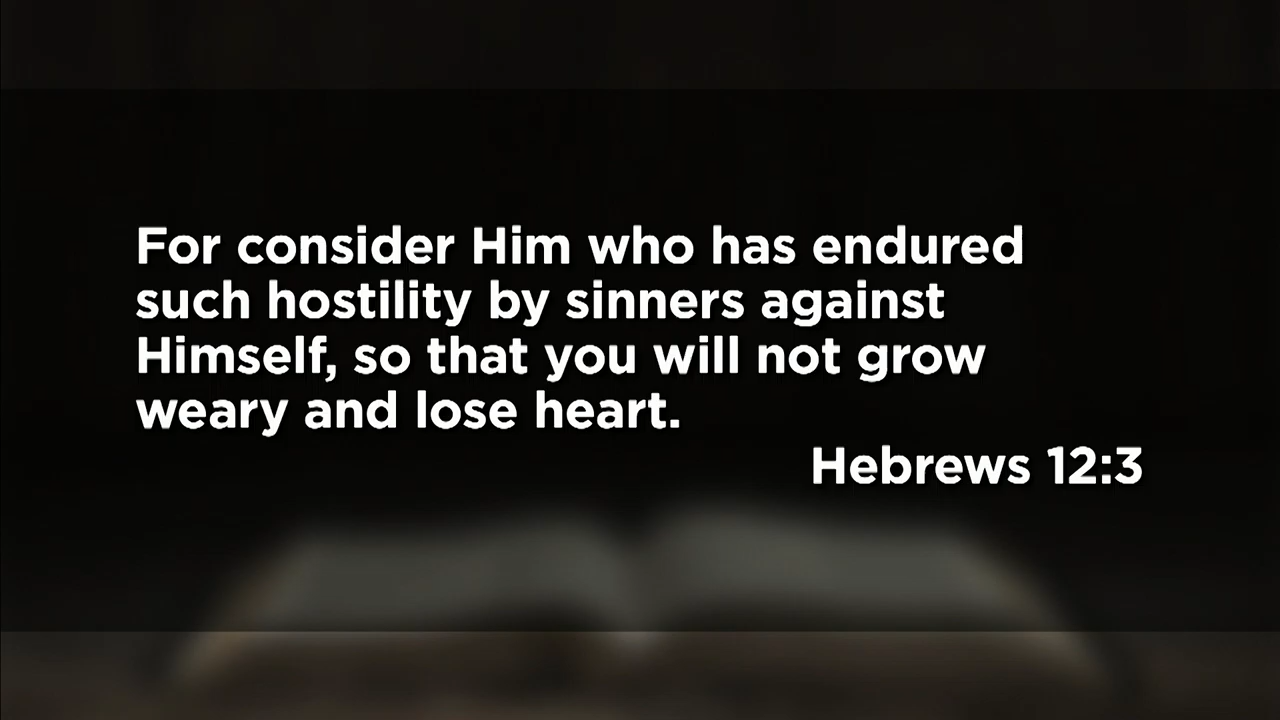 For consider Him who has endured
such hostility by sinners against
Himself, so that you will not grow
weary and lose heart.
Hebrews 12:3